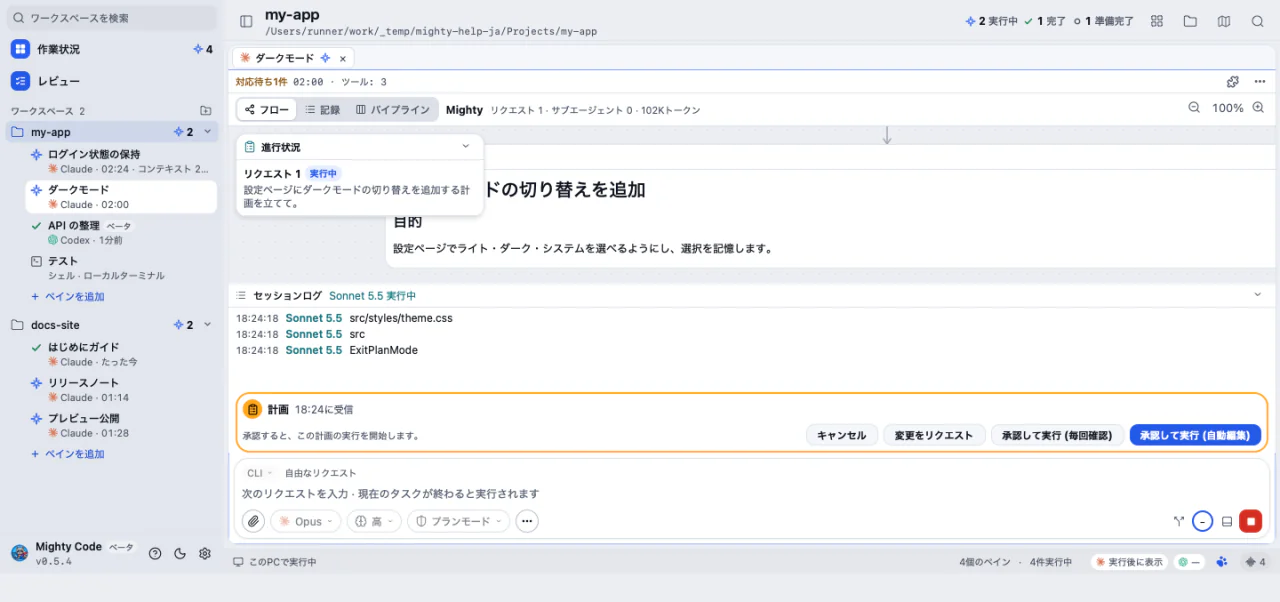 ワークスペースを検索
作業状況 4
レビュー
ワークスペース 2
my-app 2
ログイン状態の保持
Claude · 02:24 · コンテキスト 2...
ダークモード
Claude · 02:00
API の整理 ベータ
Codex · 1分前
テスト
シェル · ローカルターミナル
+ ペインを追加
docs-site 2
はじめにガイド
Claude · たった今
リリースノート
Claude · 01:14
プレビュー公開
Claude · 01:28
+ ペインを追加
Mighty Code ベータ
v0.5.4
my-app
/Users/runner/work/_temp/mighty-help-ja/Projects/my-app
2 実行中 1 完了 1 準備完了
ダークモード
対応待ち1件 02:00 · ツール: 3
フロー 記録 パイプライン Mighty リクエスト 1 · サブエージェント 0 · 102Kトークン
100%
進行状況
リクエスト 1 実行中
設定ページにダークモードの切り替えを追加する計
画を立てて。
ドの切り替えを追加
目的
設定ページでライト・ダーク・システムを選べるようにし、選択を記憶します。
セッションログ Sonnet 5.5 実行中
18:24:18 Sonnet 5.5 src/styles/theme.css
18:24:18 Sonnet 5.5 src
18:24:18 Sonnet 5.5 ExitPlanMode
計画 18:24に受信
承認すると、この計画の実行を開始します。
キャンセル 変更をリクエスト 承認して実行 (毎回確認) 承認して実行 (自動編集)
CLI 自由なリクエスト
次のリクエストを入力 · 現在のタスクが終わると実行されます
Opus 高 プランモード
このPCで実行中
4個のペイン · 4件実行中 実行後に表示 — 4